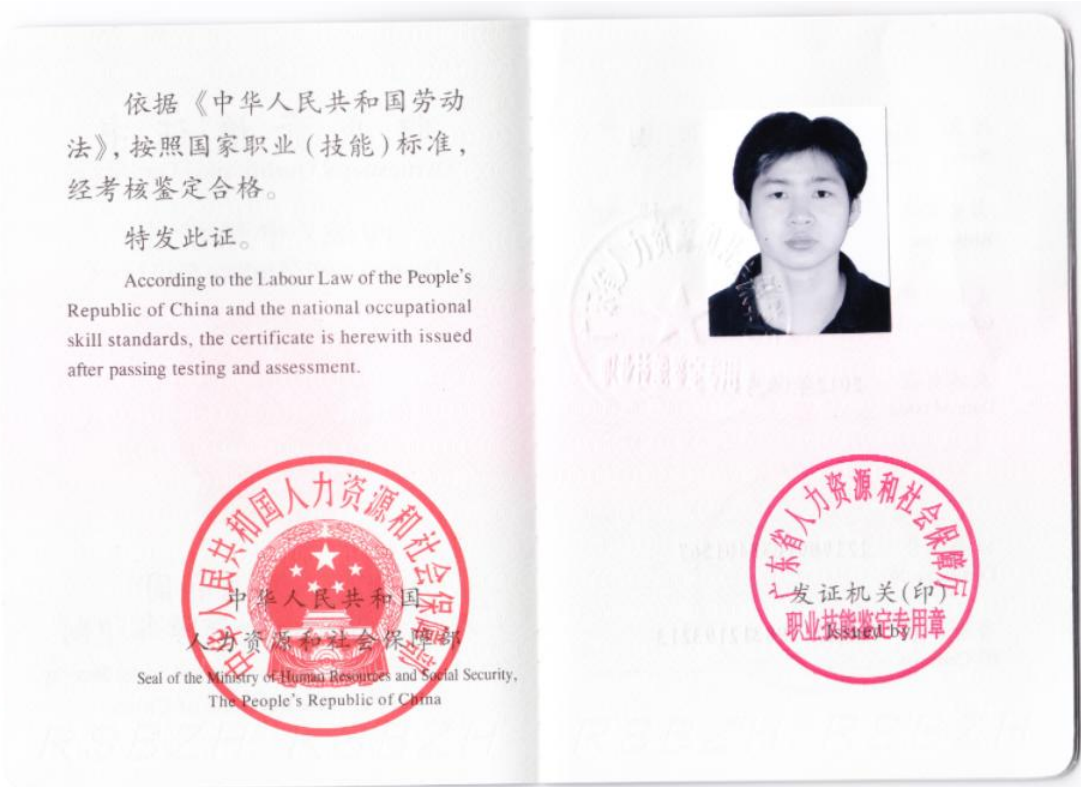 依据《中华人民共和国劳动
法》，按照国家职业（技能）标准，
经考核鉴定合格。
特发此证。
According to the Labour Law of the People's
Republic of China and the national occupational
skill standards, the certificate is herewith issued
after passing testing and assessment.
中华人民共和国人力资源和社会保障部
中华人民共和国
人力资源和社会保障部
Seal of the Ministry of Human Resources and Social Security,
The People's Republic of China
广东省人力资源和社会保障厅
发证机关(印)
职业技能鉴定专用章
Issued by